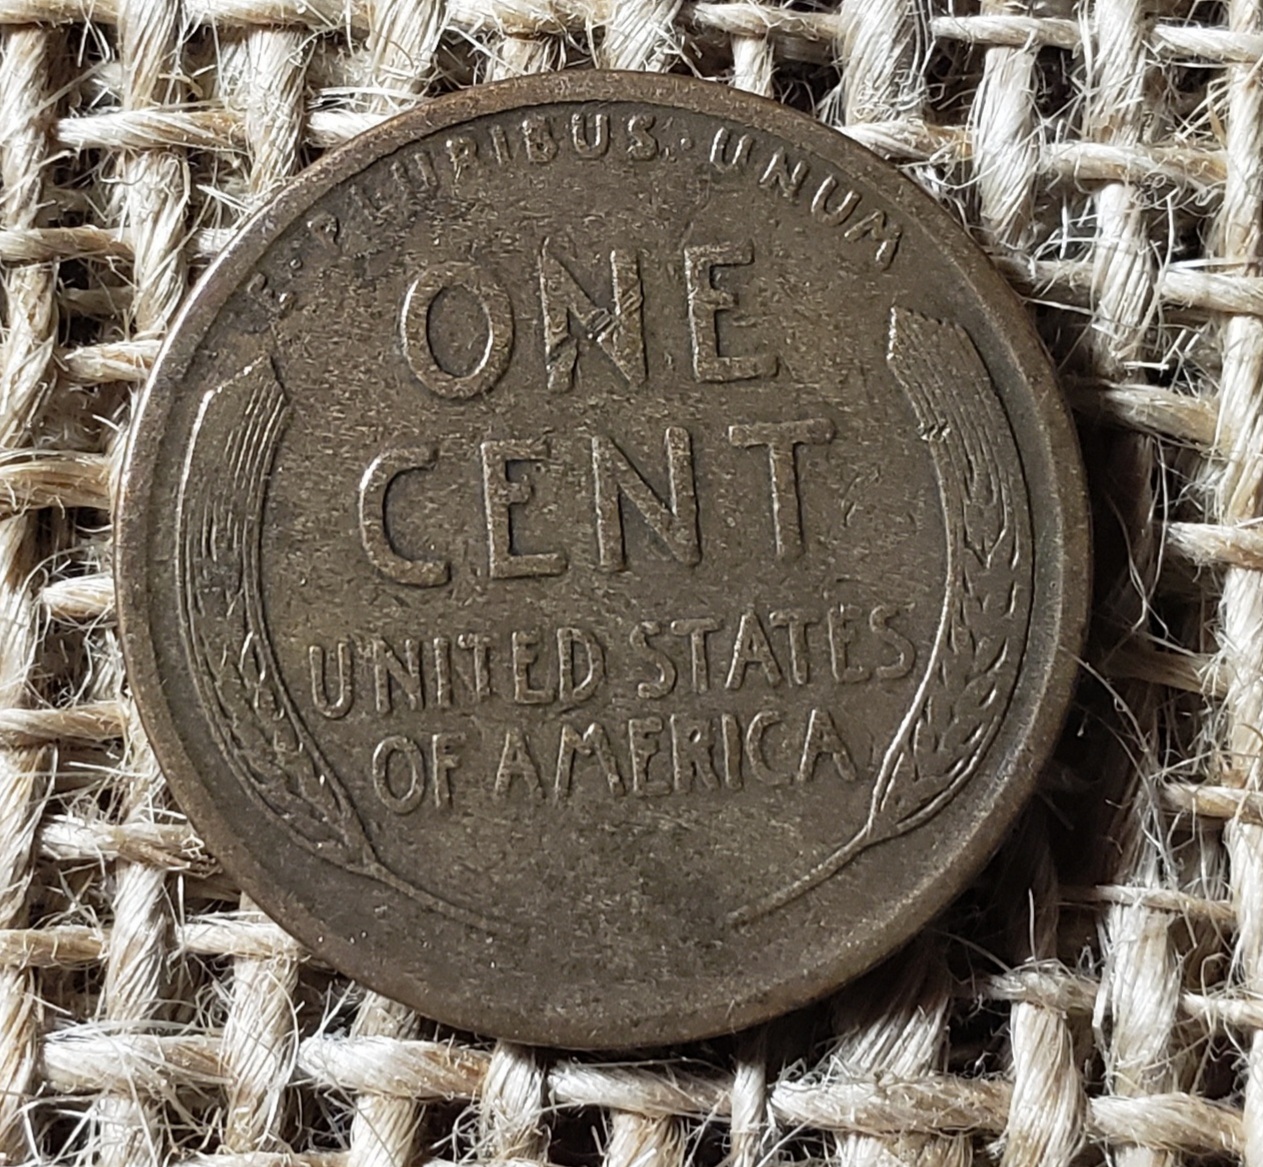 E·PLURIBUS·UNUM
ONE
CENT
UNITED STATES
OF AMERICA